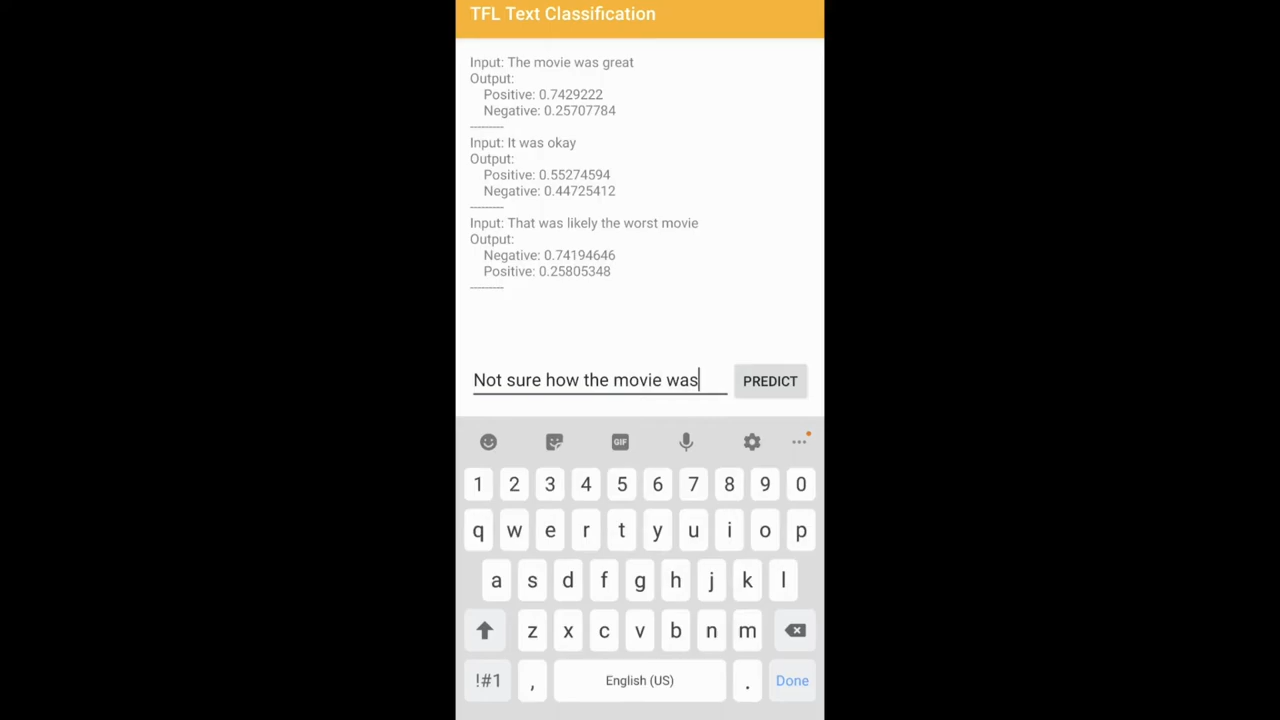 TFL Text Classification
Input: The movie was great
Output:
Positive: 0.7429222
Negative: 0.25707784
---------
Input: It was okay
Output:
Positive: 0.55274594
Negative: 0.44725412
---------
Input: That was likely the worst movie
Output:
Negative: 0.74194646
Positive: 0.25805348
---------
Not sure how the movie was
PREDICT
GIF
1 2 3 4 5 6 7 8 9 0
q w e r t y u i o p
a s d f g h j k l
z x c v b n m
!#1 , English (US) . Done